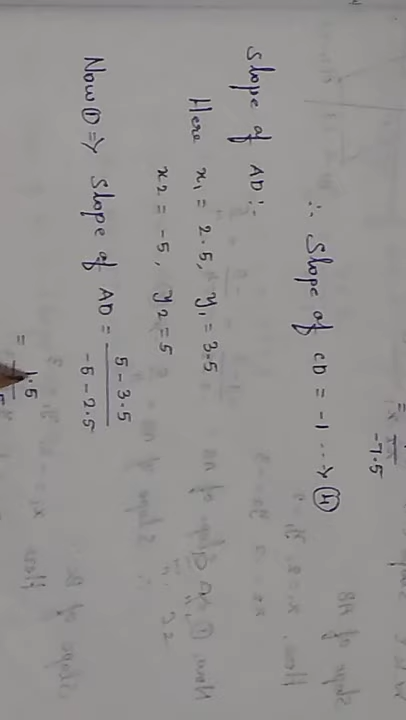 = -7.5
∴ Slope of CD = -1 ---> ④
Slope of AD :-
Here x₁ = 2.5, y₁ = 3.5
x₂ = -5, y₂ = 5
Now ① => Slope of AD = 5 - 3.5 / -5 - 2.5
= 1.5